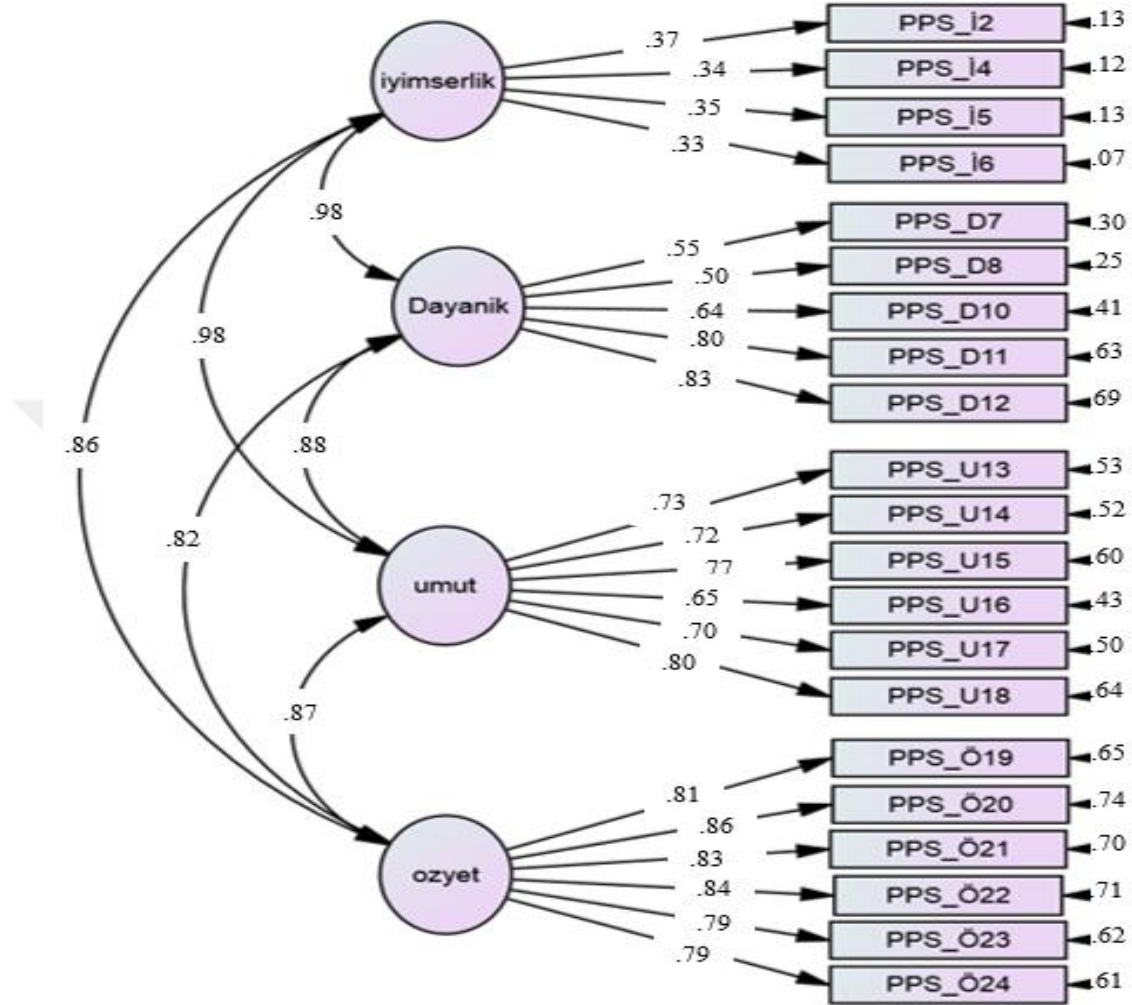 iyimserlik
.37 PPS_İ2 .13
.34 PPS_İ4 .12
.35 PPS_İ5 .13
.33 PPS_İ6 .07
.98
Dayanik
.55 PPS_D7 .30
.50 PPS_D8 .25
.64 PPS_D10 .41
.80 PPS_D11 .63
.83 PPS_D12 69
.98
.86
.88
.82
umut
.73 PPS_U13 .53
.72 PPS_U14 .52
77 PPS_U15 .60
.65 PPS_U16 .43
.70 PPS_U17 .50
.80 PPS_U18 .64
.87
ozyet
.81 PPS_Ö19 .65
.86 PPS_Ö20 .74
.83 PPS_Ö21 .70
.84 PPS_Ö22 .71
.79 PPS_Ö23 .62
.79 PPS_Ö24 .61